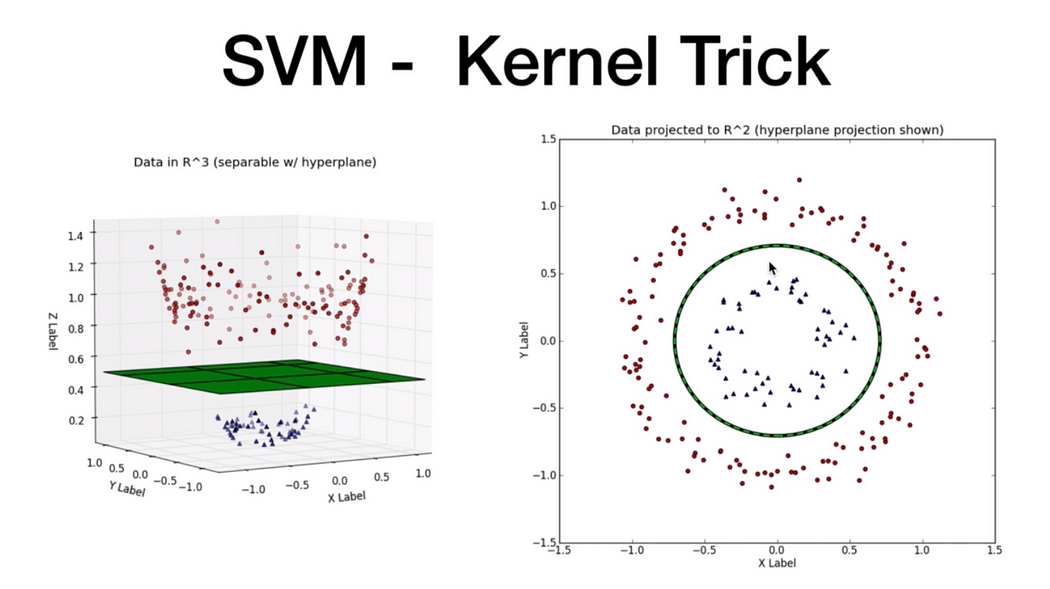 SVM - Kernel Trick
Data in R^3 (separable w/ hyperplane)
1.4
1.2
1.0
0.8
0.6
0.4
0.2
Z Label
1.0 0.5 0.0 −0.5 −1.0
Y Label
−1.0 −0.5 0.0 0.5 1.0
X Label
Data projected to R^2 (hyperplane projection shown)
1.5
1.0
0.5
0.0
−0.5
−1.0
−1.5
Y Label
−1.5 −1.0 −0.5 0.0 0.5 1.0 1.5
X Label